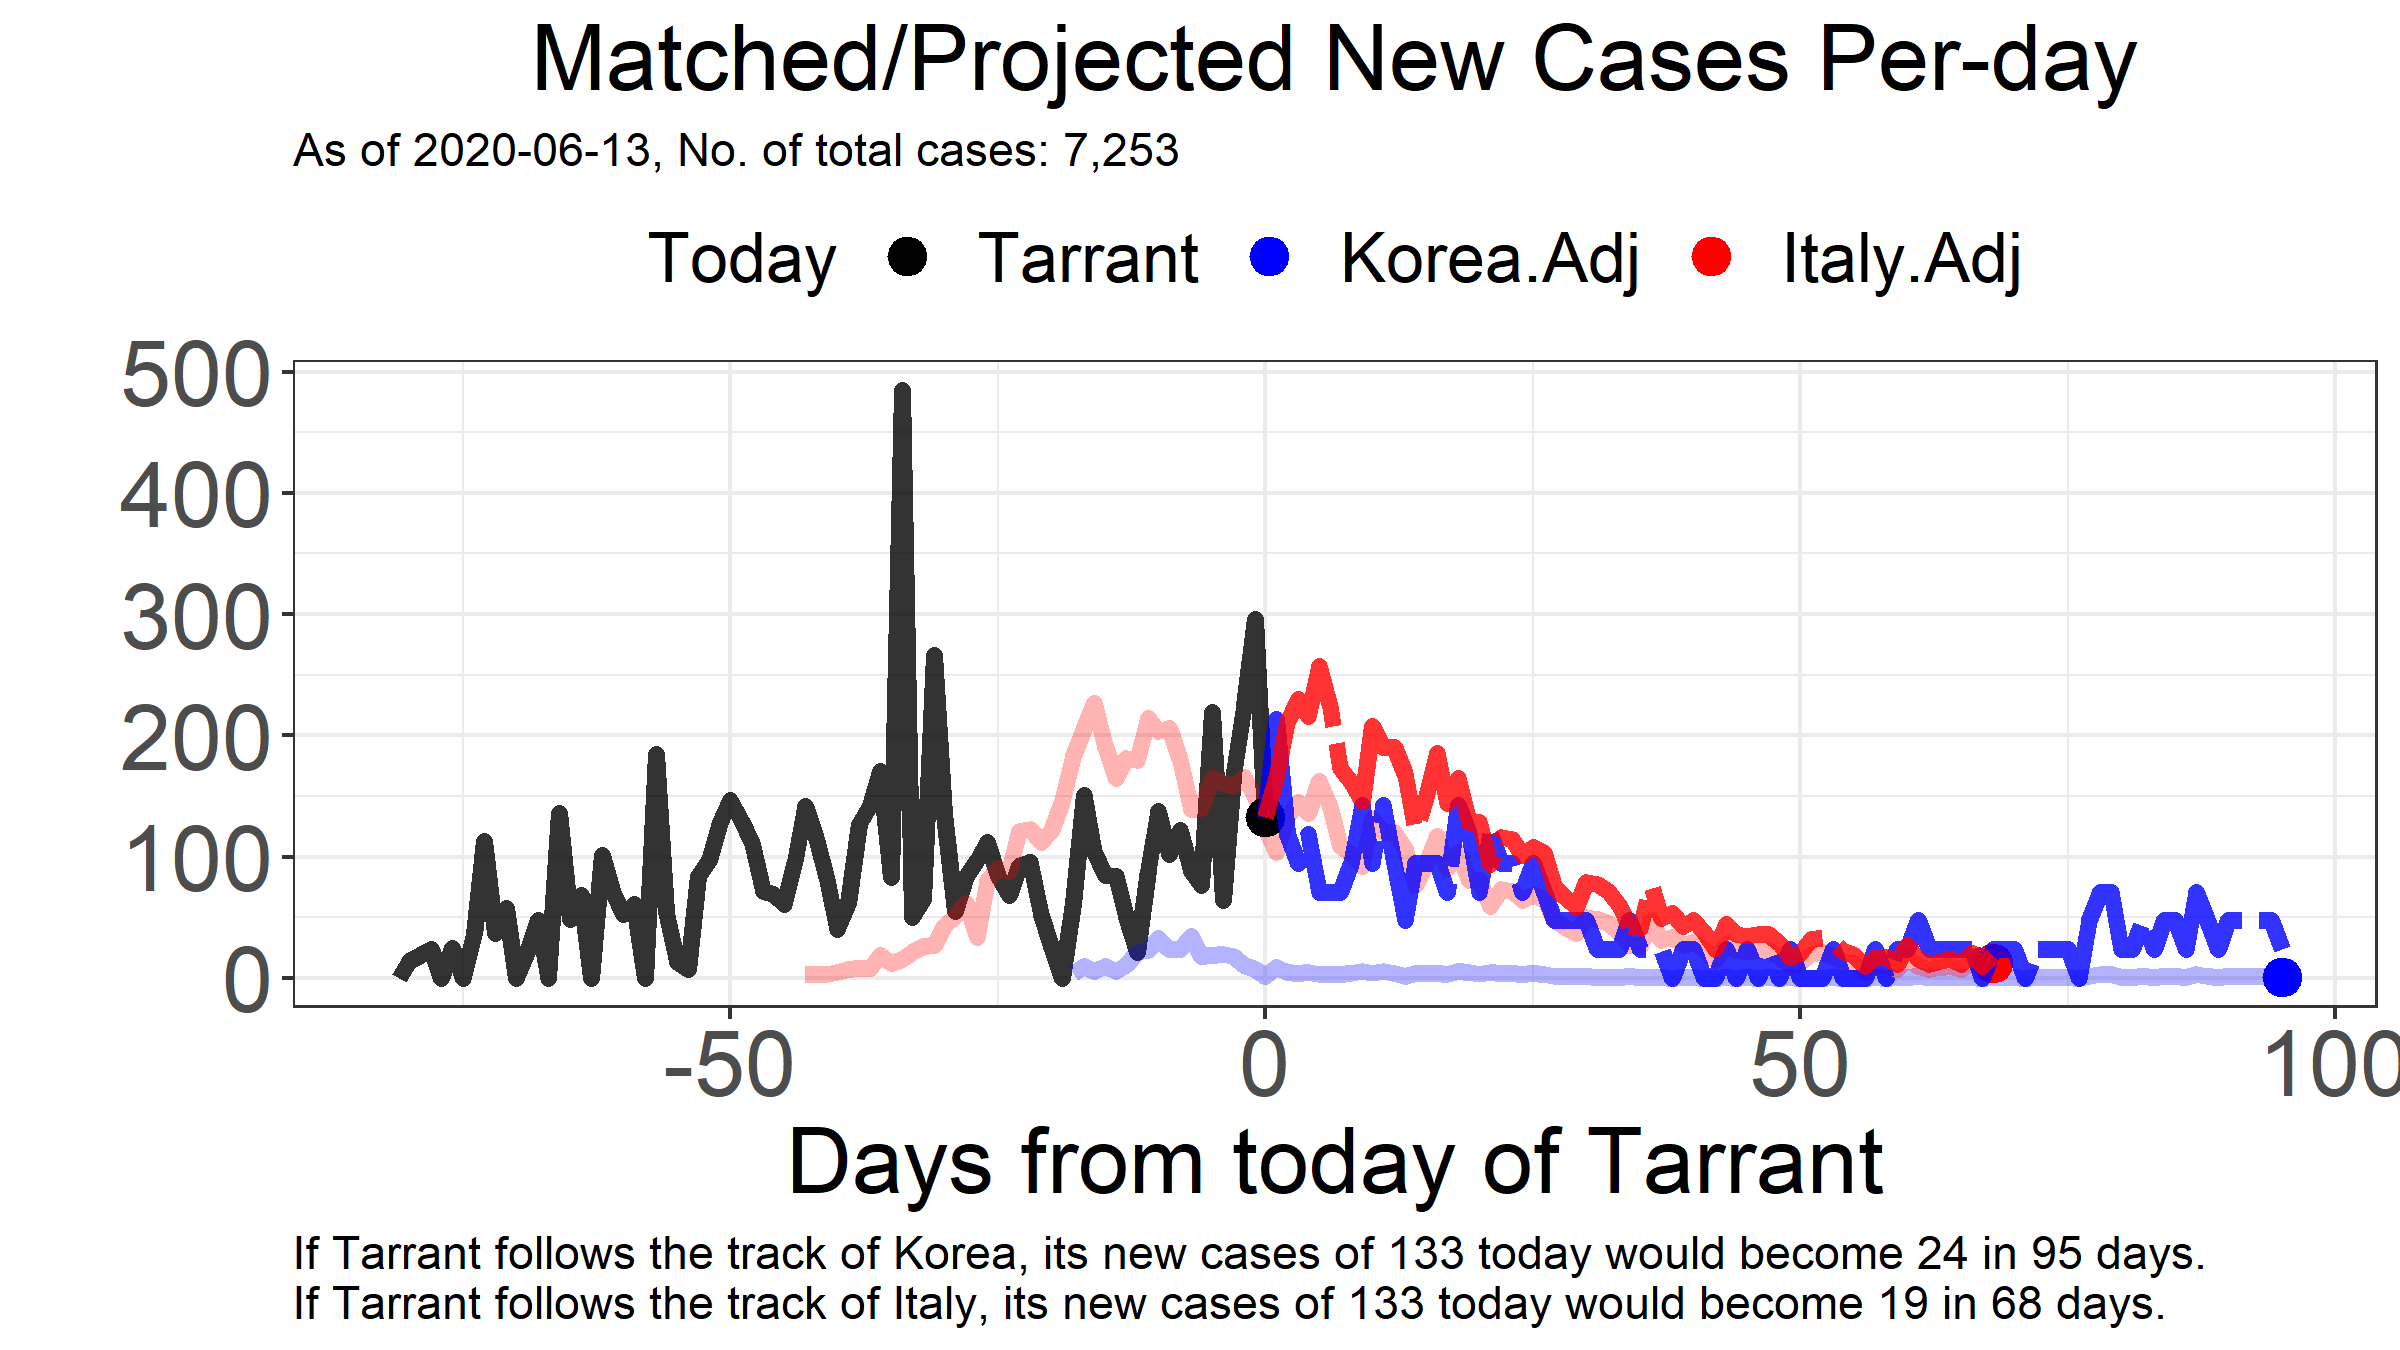 Matched/Projected New Cases Per-day
As of 2020-06-13, No. of total cases: 7,253
Today Tarrant Korea.Adj Italy.Adj
500
400
300
200
100
0
-50 0 50 100
Days from today of Tarrant
If Tarrant follows the track of Korea, its new cases of 133 today would become 24 in 95 days.
If Tarrant follows the track of Italy, its new cases of 133 today would become 19 in 68 days.